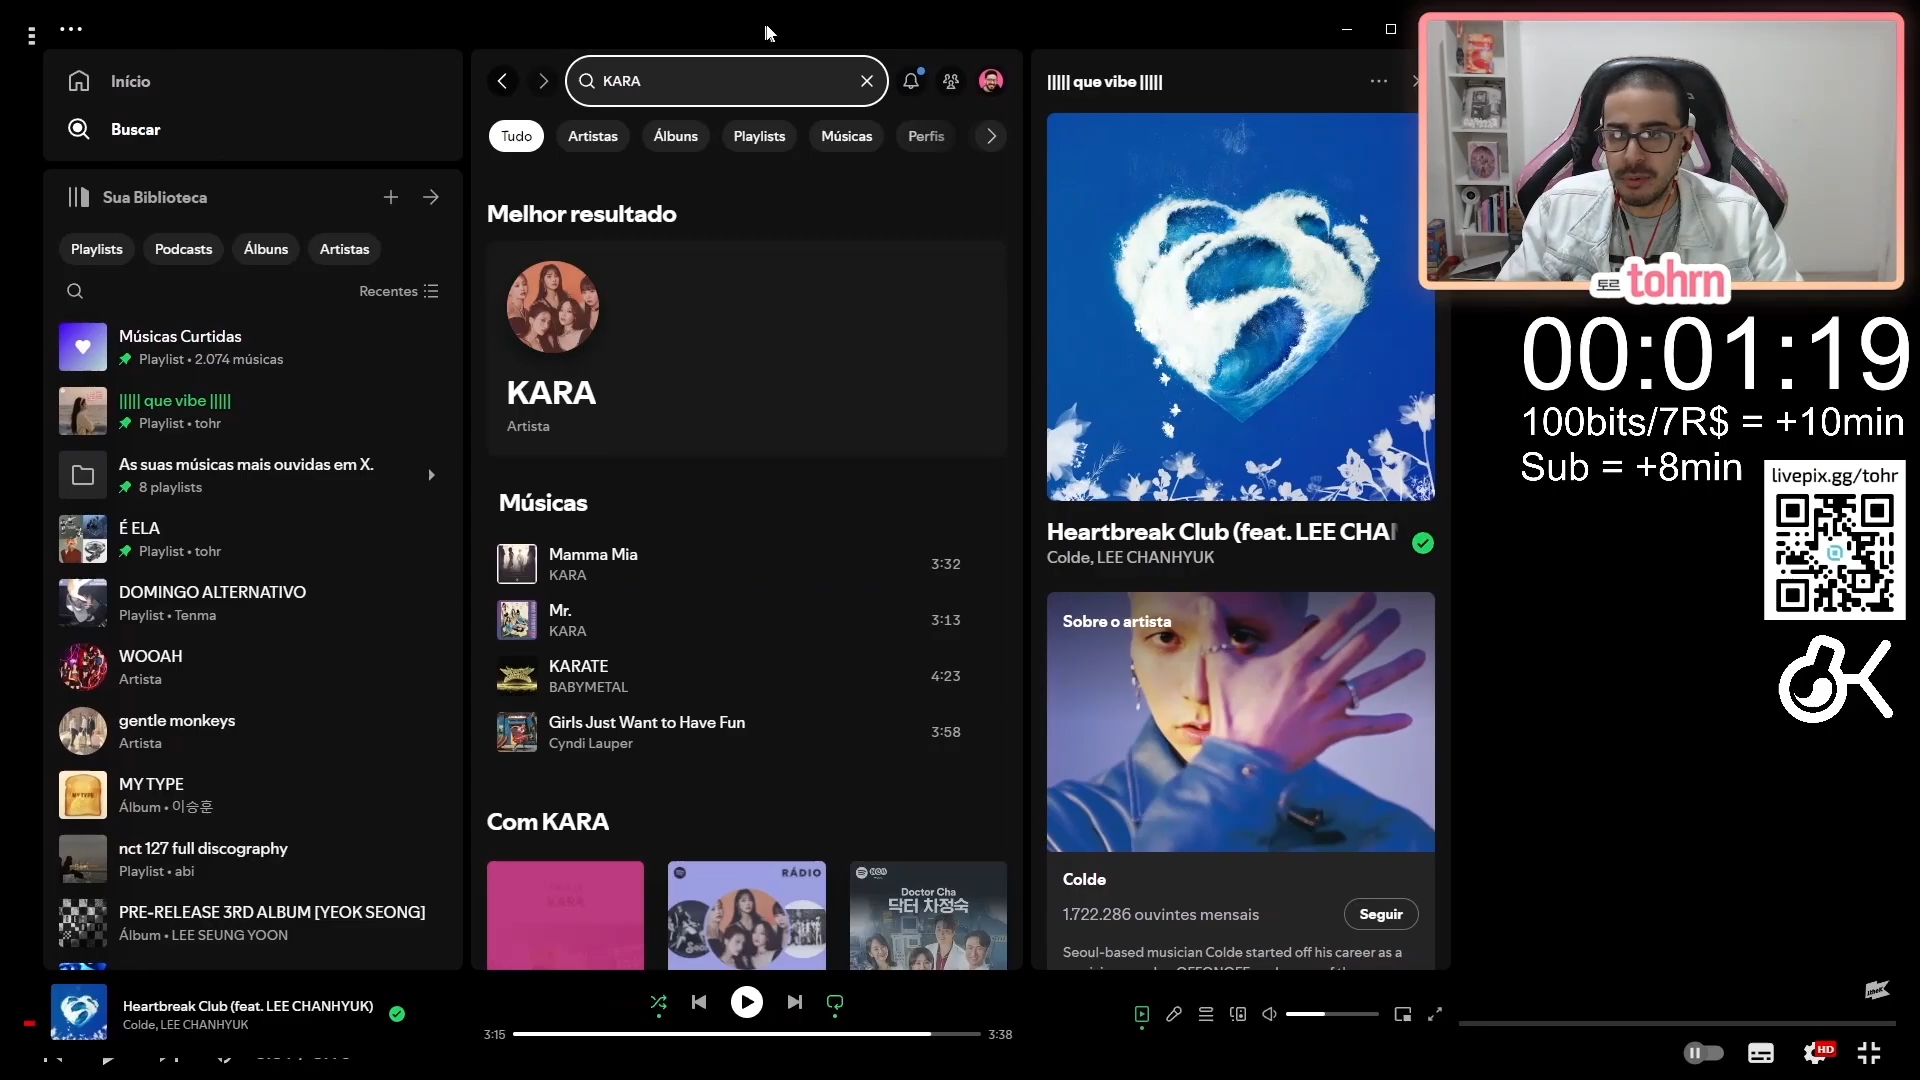 Início
Buscar
Sua Biblioteca
Playlists
Podcasts
Álbuns
Artistas
Recentes
Músicas Curtidas
Playlist • 2.074 músicas
||||| que vibe |||||
Playlist • tohr
As suas músicas mais ouvidas em X.
8 playlists
É ELA
Playlist • tohr
DOMINGO ALTERNATIVO
Playlist • Tenma
WOOAH
Artista
gentle monkeys
Artista
MY TYPE
Álbum • 이승훈
nct 127 full discography
Playlist • abi
PRE-RELEASE 3RD ALBUM [YEOK SEONG]
Álbum • LEE SEUNG YOON
KARA
Tudo
Artistas
Álbuns
Playlists
Músicas
Perfis
Melhor resultado
KARA
Artista
Músicas
Mamma Mia
KARA
3:32
Mr.
KARA
3:13
KARATE
BABYMETAL
4:23
Girls Just Want to Have Fun
Cyndi Lauper
3:58
Com KARA
RÁDIO
Doctor Cha
닥터 차정숙
||||| que vibe |||||
Heartbreak Club (feat. LEE CHA
Colde, LEE CHANHYUK
Sobre o artista
Colde
1.722.286 ouvintes mensais
Seguir
Seoul-based musician Colde started off his career as a
토르 tohrn
00:01:19
100bits/7R$ = +10min
Sub = +8min
livepix.gg/tohr
Heartbreak Club (feat. LEE CHANHYUK)
Colde, LEE CHANHYUK
3:15
3:38
HD